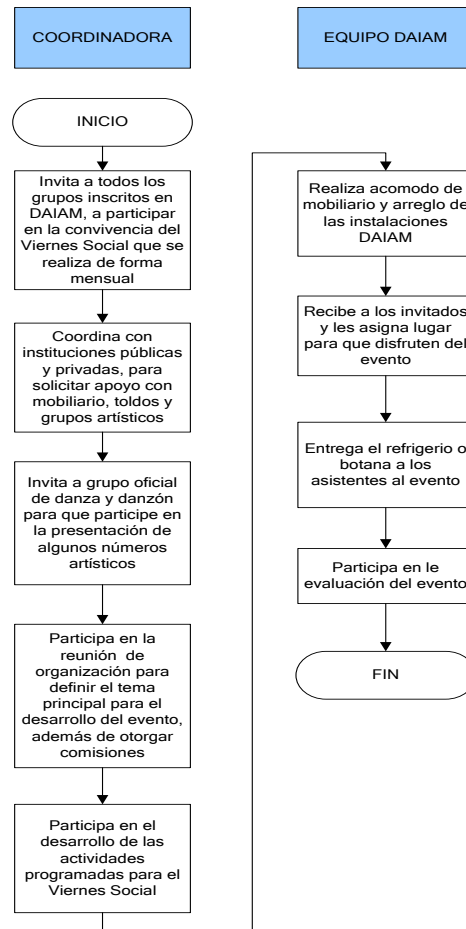 COORDINADORA
INICIO
Invita a todos los
grupos inscritos en
DAIAM, a participar
en la convivencia del
Viernes Social que se
realiza de forma
mensual
Coordina con
instituciones públicas
y privadas, para
solicitar apoyo con
mobiliario, toldos y
grupos artísticos
Invita a grupo oficial
de danza y danzón
para que participe en
la presentación de
algunos números
artísticos
Participa en la
reunión de
organización para
definir el tema
principal para el
desarrollo del evento,
además de otorgar
comisiones
Participa en el
desarrollo de las
actividades
programadas para el
Viernes Social
EQUIPO DAIAM
Realiza acomodo de
mobiliario y arreglo de
las instalaciones
DAIAM
Recibe a los invitados
y les asigna lugar
para que disfruten del
evento
Entrega el refrigerio o
botana a los
asistentes al evento
Participa en le
evaluación del evento
FIN